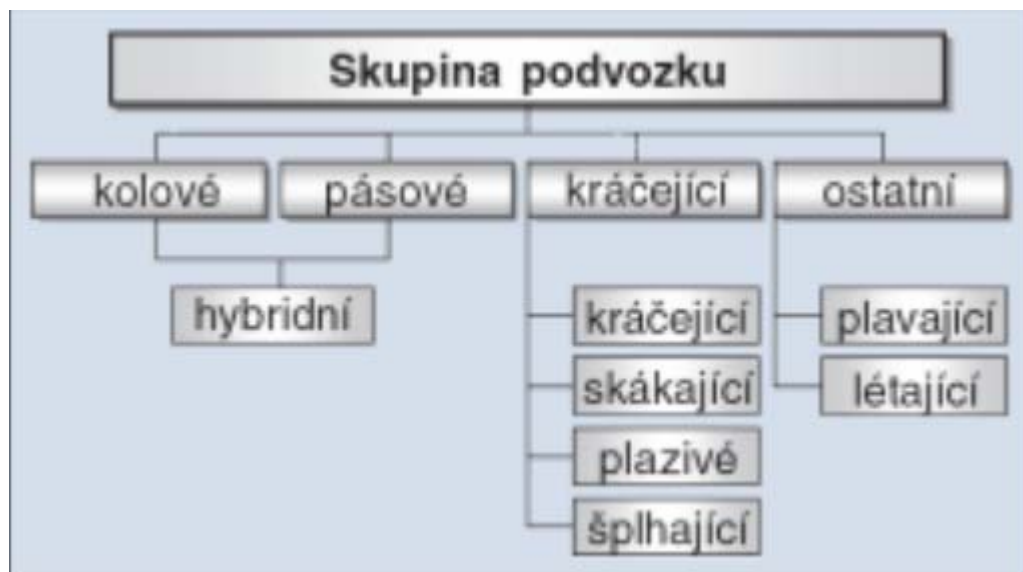 Skupina podvozku
kolové
pásové
kráčející
ostatní
hybridní
kráčející
skákající
plazivé
šplhající
plavající
létající